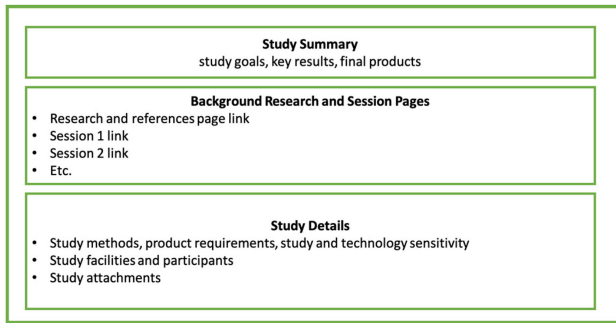 Study Summary
study goals, key results, final products
Background Research and Session Pages
• Research and references page link
• Session 1 link
• Session 2 link
• Etc.
Study Details
• Study methods, product requirements, study and technology sensitivity
• Study facilities and participants
• Study attachments